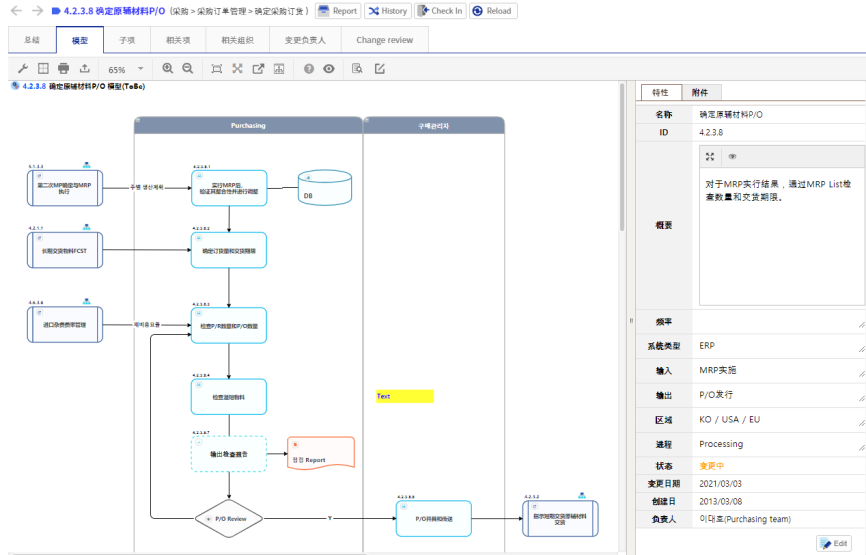 4.2.3.8 确定原辅材料P/O (采购 > 采购订单管理 > 确定采购订货) Report History Check In Reload
总结 模型 子项 相关项 相关组织 变更负责人 Change review
65%
4.2.3.8 确定原辅材料P/O 模型(ToBe)
Purchasing 구매관리자
5.1.3.3
第二次MP确定与MRP
执行
주별 생산계획
4.2.3.8.1
实行MRP后,
验证其整合性并进行调整
DB
4.2.1.1
长期交货物料FCST
4.2.3.8.2
确定订货量和交货期限
进口杂费费率管理
제비용요율
4.2.3.8.3
检查P/R数量和P/O数量
4.2.3.8.4
检查混短物料
Text
4.2.3.8.7
输出检查报告
점검 Report
P/O Review
Y
4.2.3.8.8
P/O并具和传送
4.2.3.2
指示短期交货原辅材料
交货
特性 附件
名称 确定原辅材料P/O
ID 4.2.3.8
概要
对于MRP实行结果，通过MRP List检
查数量和交货期限。
频率
系统类型 ERP
输入 MRP实施
输出 P/O发行
区域 KO / USA / EU
进程 Processing
状态 变更中
变更日期 2021/03/03
创建日 2013/03/08
负责人 이대호(Purchasing team)
Edit